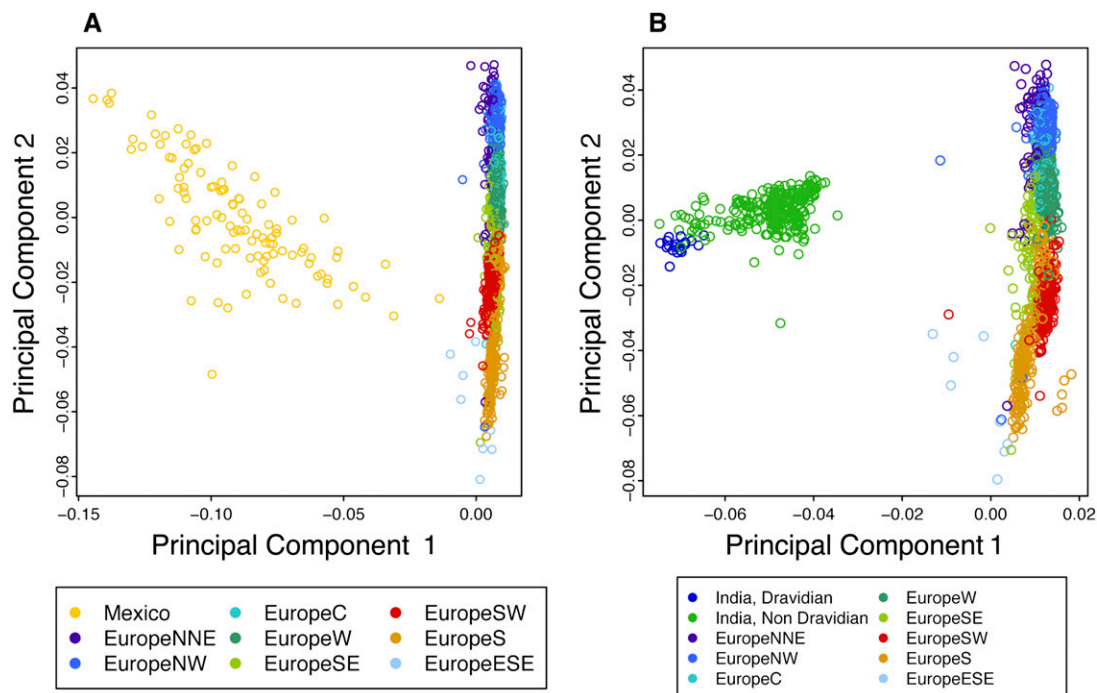 A
Principal Component 2
0.04
0.02
0.00
−0.02
−0.04
−0.06
−0.08
−0.15
−0.10
−0.05
0.00
Principal Component 1
Mexico
EuropeNNE
EuropeNW
EuropeC
EuropeW
EuropeSE
EuropeSW
EuropeS
EuropeESE
B
Principal Component 2
0.04
0.02
0.00
−0.02
−0.04
−0.06
−0.08
−0.06
−0.04
−0.02
0.00
0.02
Principal Component 1
India, Dravidian
India, Non Dravidian
EuropeNNE
EuropeNW
EuropeC
EuropeW
EuropeSE
EuropeSW
EuropeS
EuropeESE